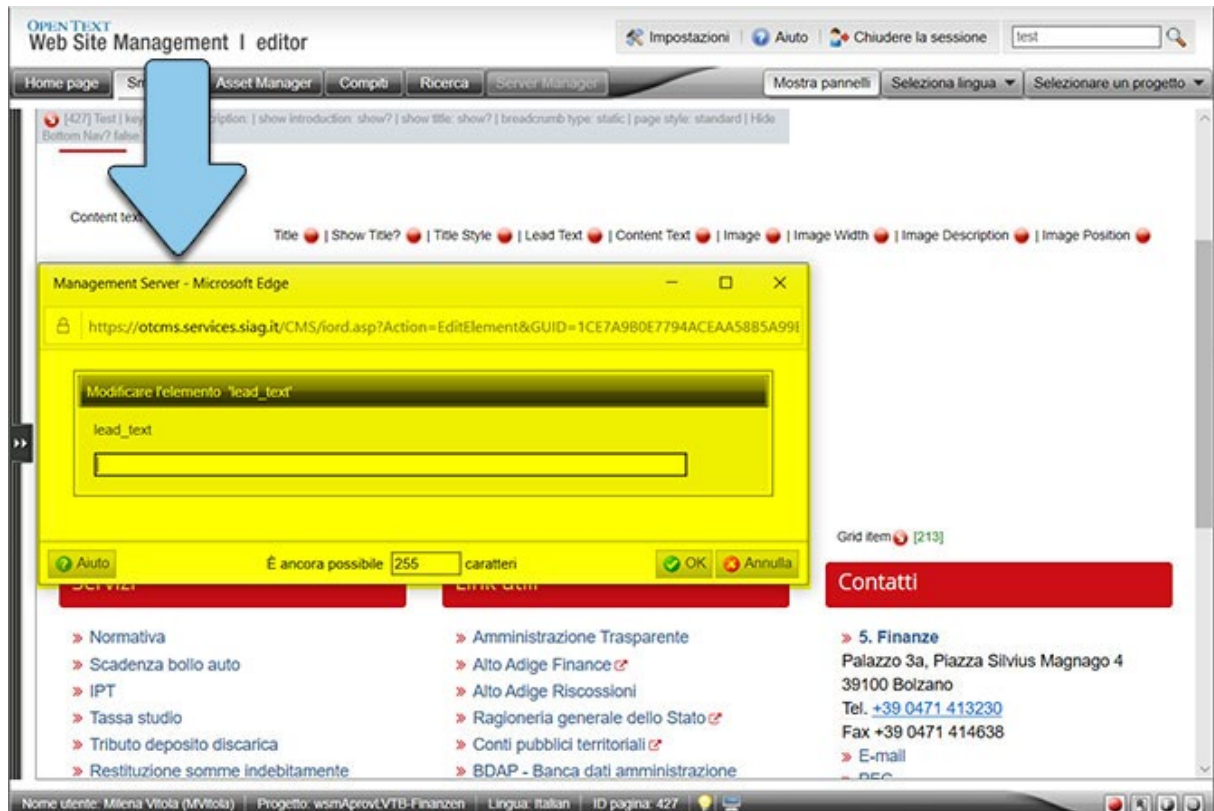 OPEN TEXT
Web Site Management | editor
Impostazioni | Aiuto | Chiudere la sessione test
Home page Asset Manager Compiti Ricerca Server Manager Mostra pannelli Seleziona lingua Selezionare un progetto
[427] Test | description: | show introduction: show? | show title: show? | breadcrumb type: static | page style: standard | Hide
Bottom Nav? false
Content text
Title | Show Title? | Title Style | Lead Text | Content Text | Image | Image Width | Image Description | Image Position
Management Server - Microsoft Edge
https://otcms.services.siag.it/CMS/iord.asp?Action=EditElement&GUID=1CE7A9B0E7794ACEAA5885A99
Modificare l'elemento 'lead_text'
lead_text
Aiuto È ancora possibile 255 caratteri OK Annulla
Grid item [213]
Servizi Link utili Contatti
» Normativa
» Scadenza bollo auto
» IPT
» Tassa studio
» Tributo deposito discarica
» Restituzione somme indebitamente
» Amministrazione Trasparente
» Alto Adige Finance
» Alto Adige Riscossioni
» Ragioneria generale dello Stato
» Conti pubblici territoriali
» BDAP - Banca dati amministrazione
» 5. Finanze
Palazzo 3a, Piazza Silvius Magnago 4
39100 Bolzano
Tel. +39 0471 413230
Fax +39 0471 414638
» E-mail
» PEC
Nome utente: Milena Vitola (MVitola) | Progetto: wsmAprovLVTB-Finanzen | Lingua: Italian | ID pagina: 427